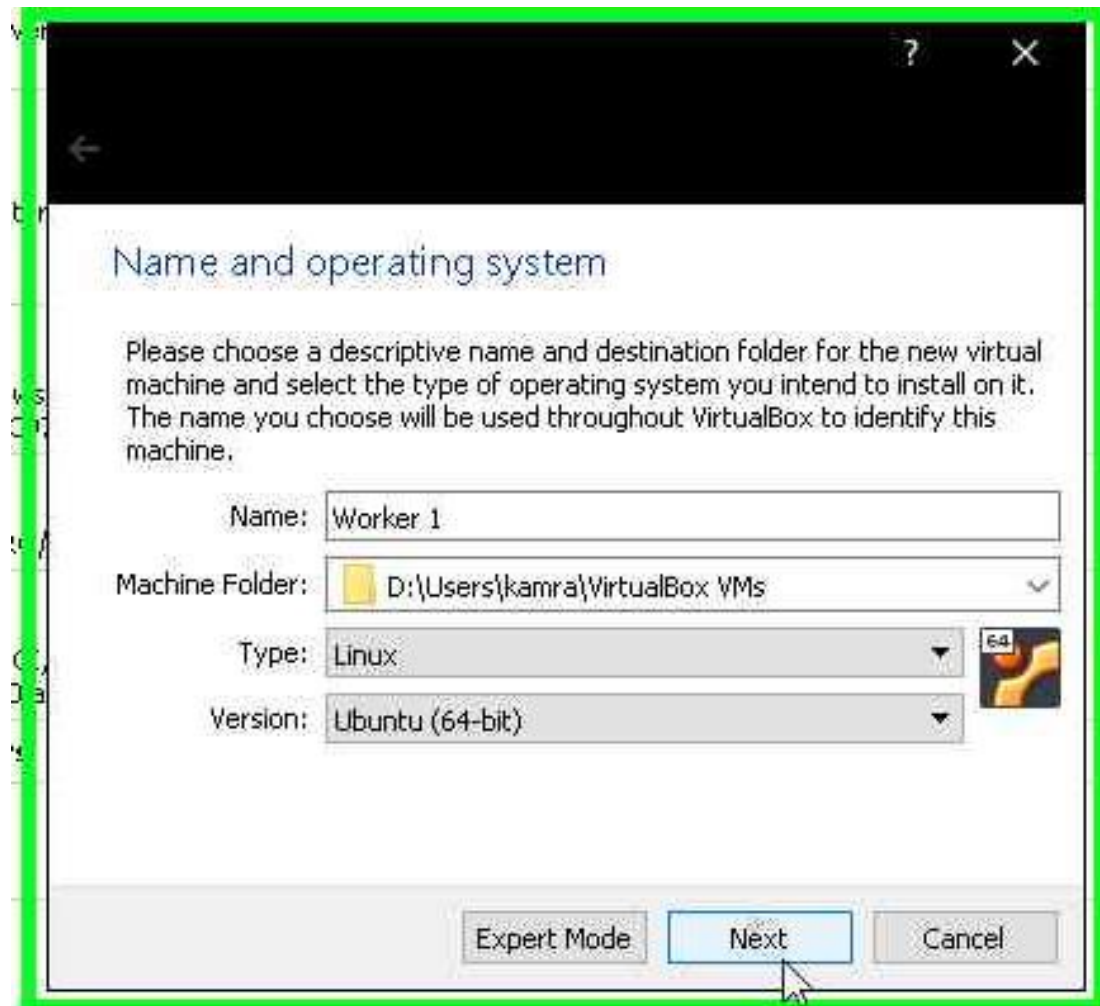 ?
Name and operating system
Please choose a descriptive name and destination folder for the new virtual
machine and select the type of operating system you intend to install on it.
The name you choose will be used throughout VirtualBox to identify this
machine.
Name: Worker 1
Machine Folder: D:\Users\kamra\VirtualBox VMs
Type: Linux
64
Version: Ubuntu (64-bit)
Expert Mode Next Cancel